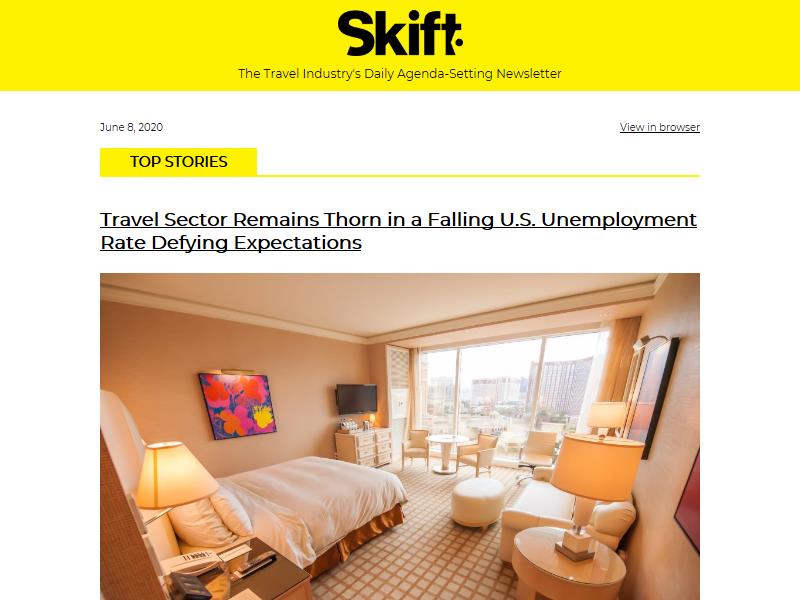 Skift
The Travel Industry's Daily Agenda-Setting Newsletter
June 8, 2020
View in browser
TOP STORIES
Travel Sector Remains Thorn in a Falling U.S. Unemployment
Rate Defying Expectations